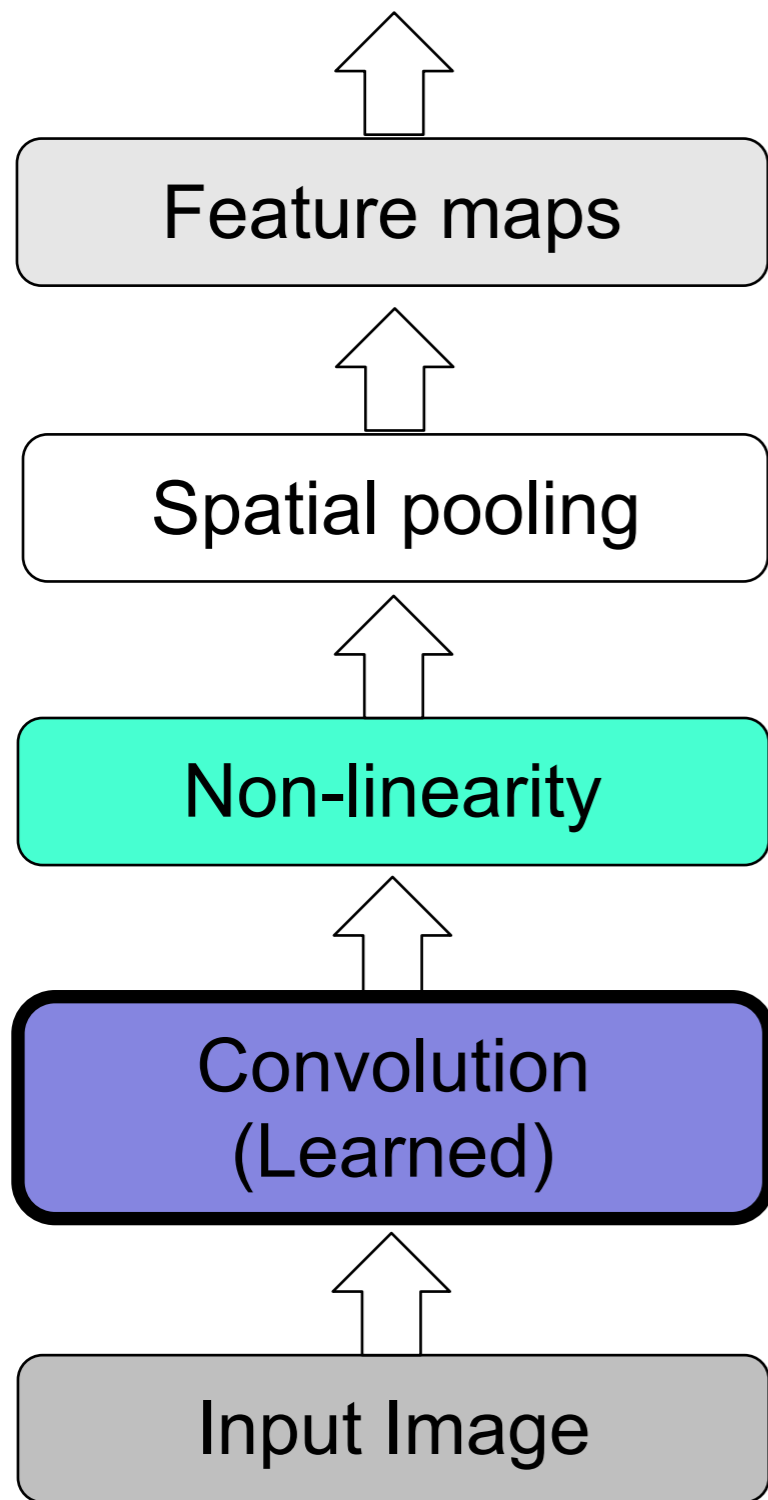 Feature maps
Spatial pooling
Non-linearity
Convolution
(Learned)
Input Image